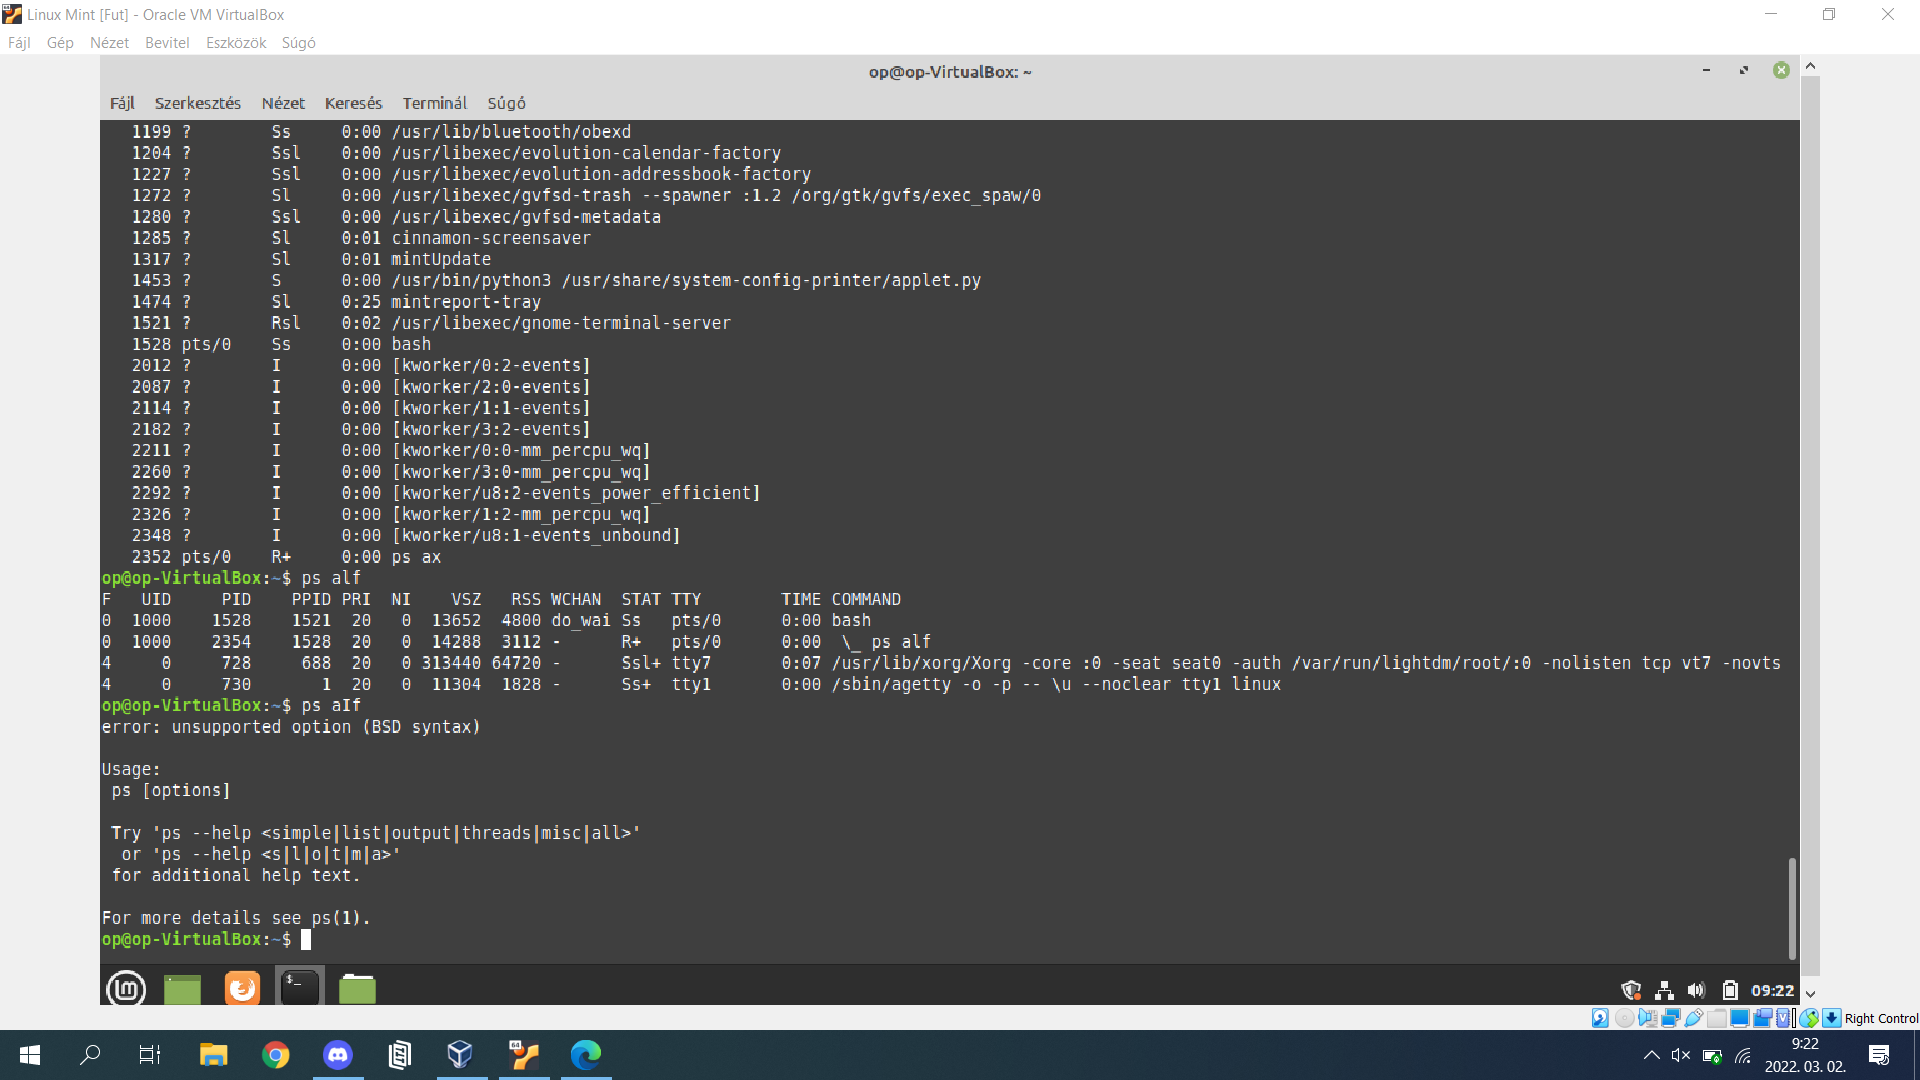 Linux Mint [Fut] - Oracle VM VirtualBox
Fájl Gép Nézet Bevitel Eszközök Súgó
op@op-VirtualBox: ~
Fájl Szerkesztés Nézet Keresés Terminál Súgó
1199 ? Ss 0:00 /usr/lib/bluetooth/obexd
1204 ? Ssl 0:00 /usr/libexec/evolution-calendar-factory
1227 ? Ssl 0:00 /usr/libexec/evolution-addressbook-factory
1272 ? Sl 0:00 /usr/libexec/gvfsd-trash --spawner :1.2 /org/gtk/gvfs/exec_spaw/0
1280 ? Ssl 0:00 /usr/libexec/gvfsd-metadata
1285 ? Sl 0:01 cinnamon-screensaver
1317 ? Sl 0:01 mintUpdate
1453 ? S 0:00 /usr/bin/python3 /usr/share/system-config-printer/applet.py
1474 ? Sl 0:25 mintreport-tray
1521 ? Rsl 0:02 /usr/libexec/gnome-terminal-server
1528 pts/0 Ss 0:00 bash
2012 ? I 0:00 [kworker/0:2-events]
2087 ? I 0:00 [kworker/2:0-events]
2114 ? I 0:00 [kworker/1:1-events]
2182 ? I 0:00 [kworker/3:2-events]
2211 ? I 0:00 [kworker/0:0-mm_percpu_wq]
2260 ? I 0:00 [kworker/3:0-mm_percpu_wq]
2292 ? I 0:00 [kworker/u8:2-events_power_efficient]
2326 ? I 0:00 [kworker/1:2-mm_percpu_wq]
2348 ? I 0:00 [kworker/u8:1-events_unbound]
2352 pts/0 R+ 0:00 ps ax
op@op-VirtualBox:~$ ps alf
F UID PID PPID PRI NI VSZ RSS WCHAN STAT TTY TIME COMMAND
0 1000 1528 1521 20 0 13652 4800 do_wai Ss pts/0 0:00 bash
0 1000 2354 1528 20 0 14288 3112 - R+ pts/0 0:00 \_ ps alf
4 0 728 688 20 0 313440 64720 - Ssl+ tty7 0:07 /usr/lib/xorg/Xorg -core :0 -seat seat0 -auth /var/run/lightdm/root/:0 -nolisten tcp vt7 -novts
4 0 730 1 20 0 11304 1828 - Ss+ tty1 0:00 /sbin/agetty -o -p -- \u --noclear tty1 linux
op@op-VirtualBox:~$ ps aIf
error: unsupported option (BSD syntax)
Usage:
ps [options]
Try 'ps --help <simple|list|output|threads|misc|all>'
or 'ps --help <s|l|o|t|m|a>'
for additional help text.
For more details see ps(1).
op@op-VirtualBox:~$
09:22
Right Control
9:22
2022. 03. 02.